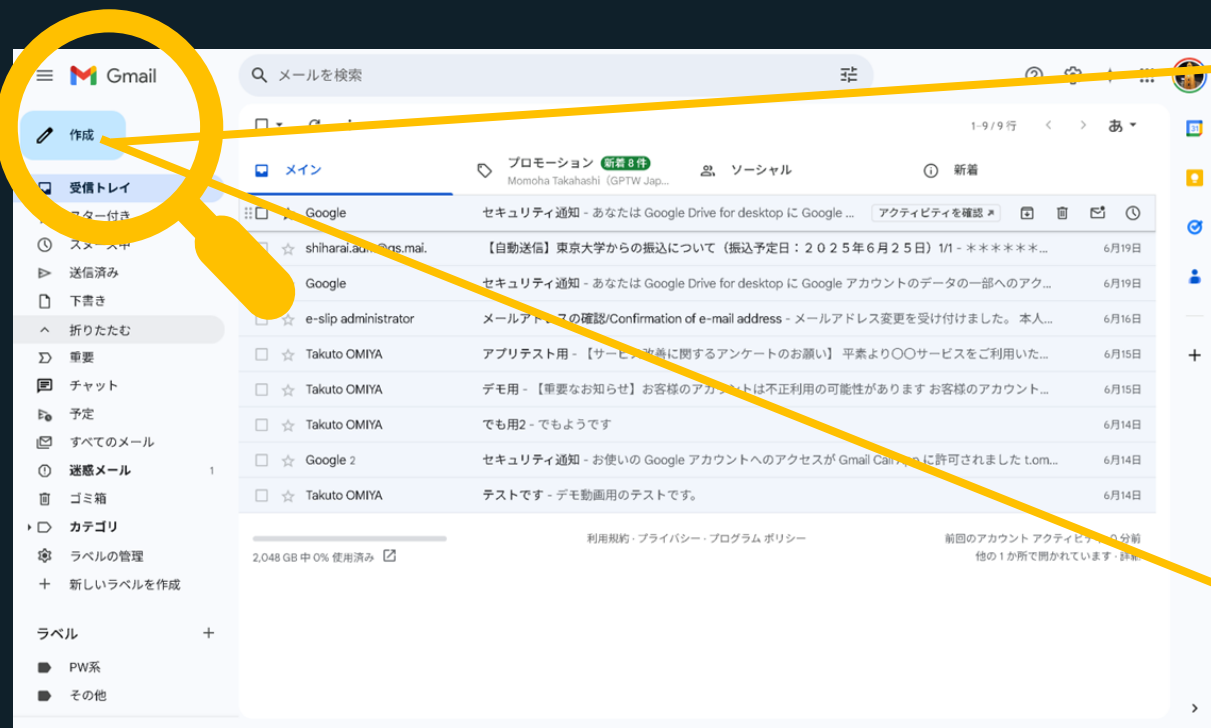 Gmail
メールを検索
作成
1-9 / 9 行
あ
メイン
プロモーション 新着 8 件
Momoha Takahashi (GPTW Jap...
ソーシャル
新着
受信トレイ
スター付き
スヌーズ中
送信済み
下書き
折りたたむ
重要
チャット
予定
すべてのメール
迷惑メール 1
ゴミ箱
カテゴリ
ラベルの管理
新しいラベルを作成
ラベル
PW系
その他
Google セキュリティ通知 - あなたは Google Drive for desktop に Google ... アクティビティを確認
【自動送信】東京大学からの振込について（振込予定日：２０２５年６月２５日）1/1 - ＊＊＊＊＊＊... 6月19日
Google セキュリティ通知 - あなたは Google Drive for desktop に Google アカウントのデータの一部へのアク... 6月19日
e-slip administrator メールアドレスの確認/Confirmation of e-mail address - メールアドレス変更を受け付けました。 本人... 6月16日
Takuto OMIYA アプリテスト用 - 【サービス改善に関するアンケートのお願い】 平素より〇〇サービスをご利用いた... 6月15日
Takuto OMIYA デモ用 - 【重要なお知らせ】お客様のアカウントは不正利用の可能性があります お客様のアカウント... 6月15日
Takuto OMIYA でも用2 - でもようです 6月14日
Google 2 セキュリティ通知 - お使いの Google アカウントへのアクセスが Gmail Cal App に許可されました t.om... 6月14日
Takuto OMIYA テストです - デモ動画用のテストです。 6月14日
2,048 GB 中 0% 使用済み
利用規約 · プライバシー · プログラム ポリシー
前回のアカウント アクティビティ: 0 分前
他の 1 か所で開かれています · 詳細
31